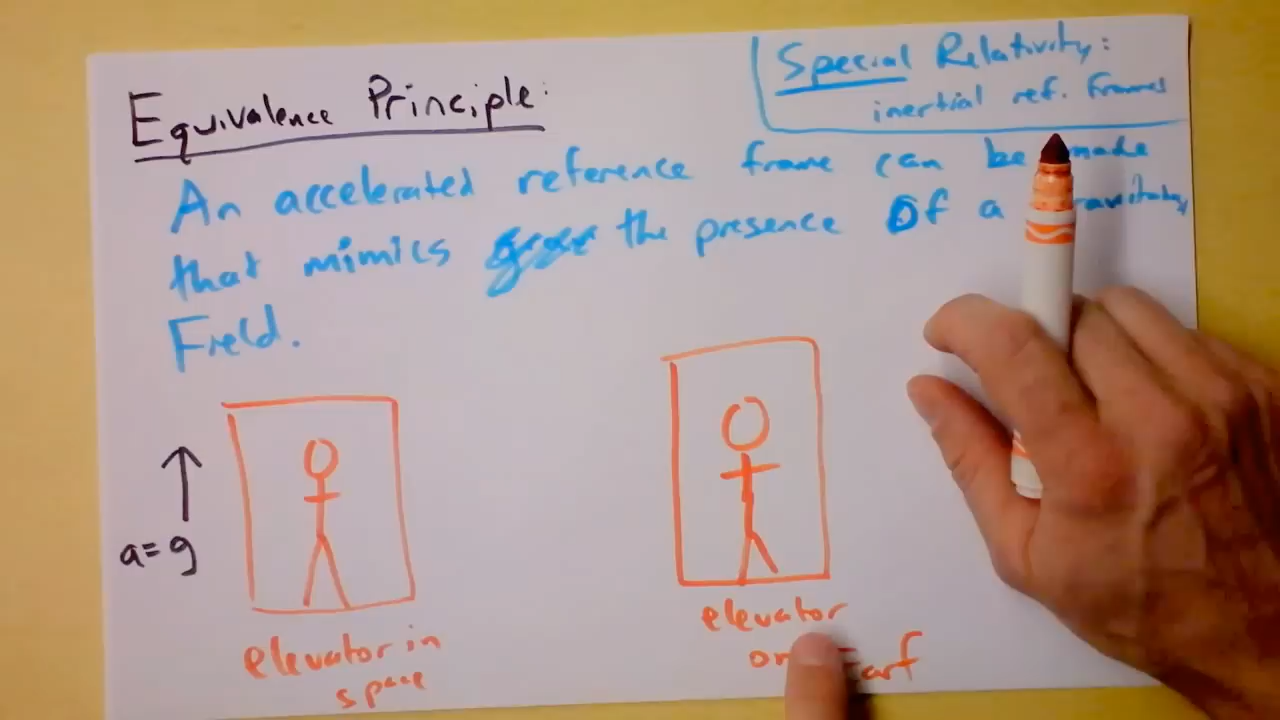 Equivalence Principle:
Special Relativity:
inertial ref. frames
An accelerated reference frame can be made
that mimics the presence of a
Field.
a=g
elevator in
space
elevator
on